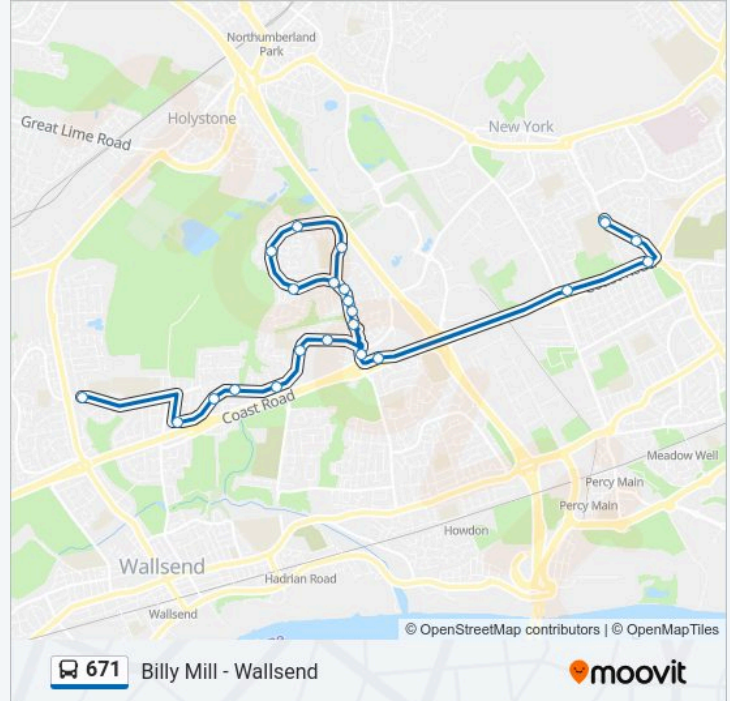 Northumberland
Park
Holystone
Great Lime Road
New York
Coast Road
Meadow Well
Percy Main
Percy Main
Howdon
Wallsend
Hadrian Road
Wallsend
© OpenStreetMap contributors | © OpenMapTiles
671 Billy Mill - Wallsend
moovit